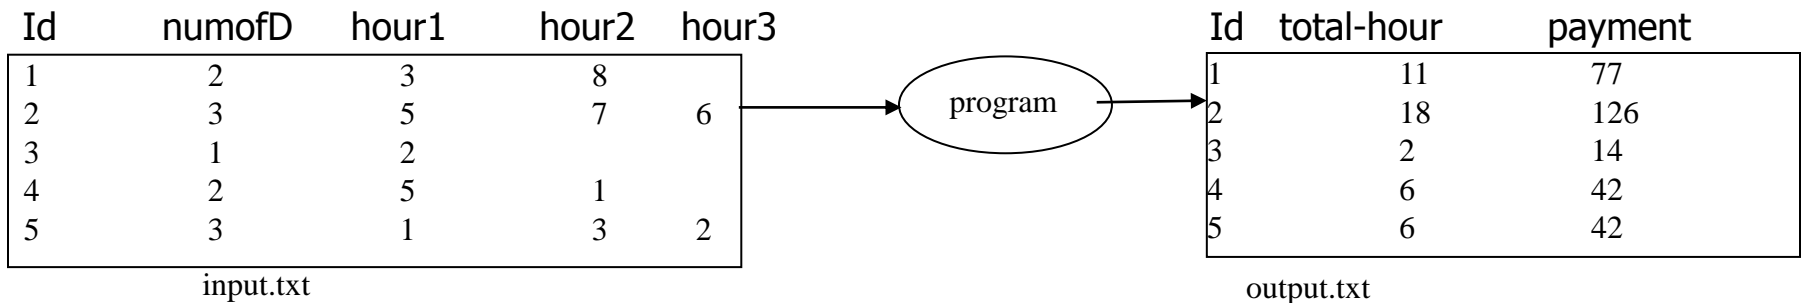 Id numofD hour1 hour2 hour3
1 2 3 8
2 3 5 7 6
3 1 2
4 2 5 1
5 3 1 3 2
input.txt
program
Id total-hour payment
1 11 77
2 18 126
3 2 14
4 6 42
5 6 42
output.txt